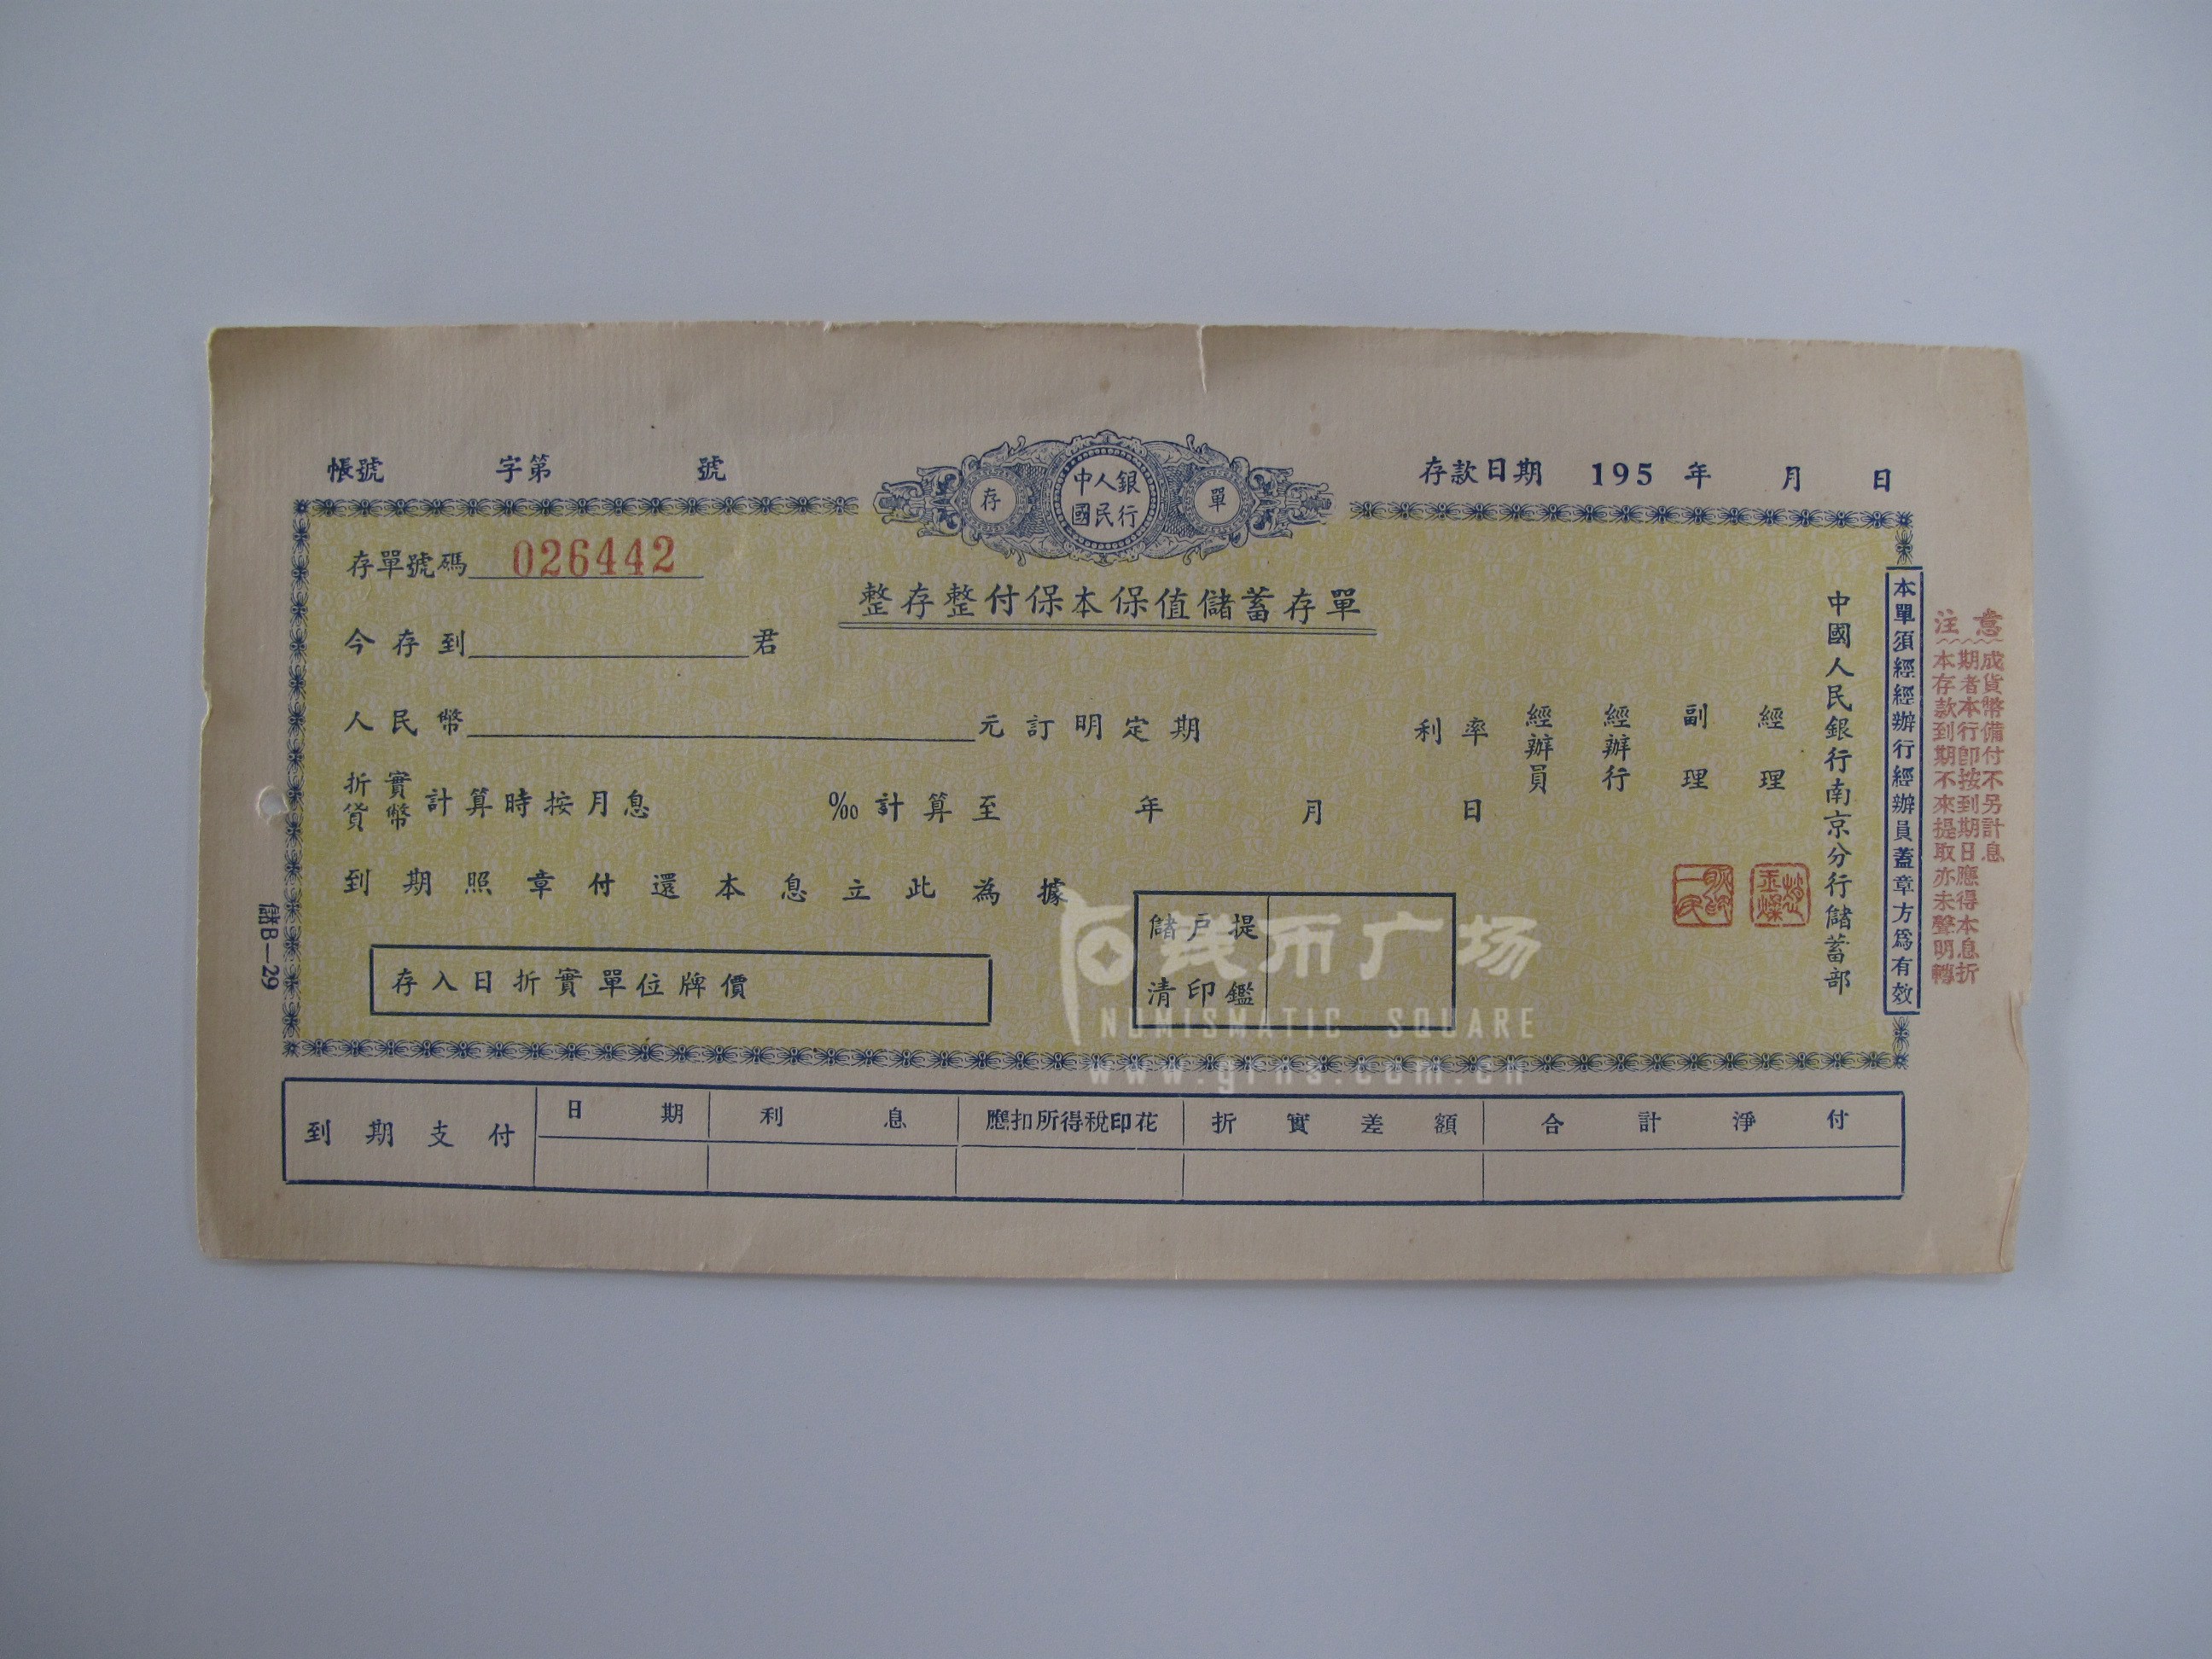 帳號 字第 號
存 中國人民銀行 單
存款日期 195 年 月 日
存單號碼 026442
整存整付保本保值儲蓄存單
今存到 君
人民幣 元訂明定期 利率
折實貨幣計算時按月息 ‰計算至 年 月 日
到期照章付還本息立此為據
存入日折實單位牌價
儲戶提
清印鑑
經辦員
經辦行
副理
經理
中國人民銀行南京分行儲蓄部
本單須經經辦行經辦員蓋章方爲有效
注意
本存款到期不來提取亦未聲明轉
期者本行即按到期日應得本息折
成貨幣備付不另計息
儲B—29
到期支付 日期 利息 應扣所得稅印花 折實差額 合計淨付
钱币广场
NUMISMATIC SQUARE